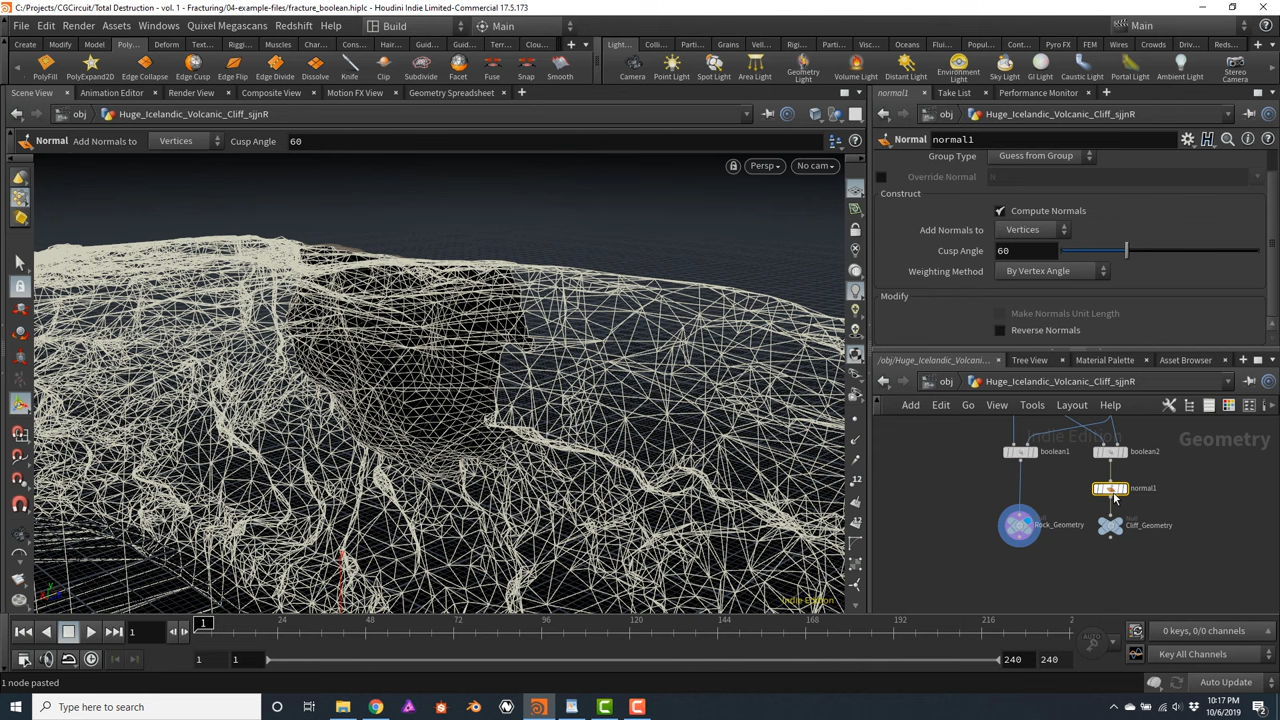 C:/Projects/CGCircuit/Total Destruction - vol. 1 - Fracturing/04-example-files/fracture_boolean.hiplc - Houdini Indie Limited-Commercial 17.5.173
File Edit Render Assets Windows Quixel Megascans Redshift Help Build Main Main
Create Modify Model Poly... Deform Text... Riggi... Muscles Char... Cons... Hair... Guid... Guid... Terr... Clou... Light... Colli... Parti... Grains Vell... Rigi... Parti... Visc... Oceans Flui... Popul... Cont... Pyro FX FEM Wires Crowds Driv... Reds...
PolyFill PolyExpand2D Edge Collapse Edge Cusp Edge Flip Edge Divide Dissolve Knife Clip Subdivide Facet Fuse Snap Smooth Camera Point Light Spot Light Area Light Geometry Light Volume Light Distant Light Environment Light Sky Light GI Light Caustic Light Portal Light Ambient Light Stereo Camera
Scene View Animation Editor Render View Composite View Motion FX View Geometry Spreadsheet normal1 Take List Performance Monitor
obj Huge_Icelandic_Volcanic_Cliff_sjjnR obj Huge_Icelandic_Volcanic_Cliff_sjjnR
Normal Add Normals to Vertices Cusp Angle 60 Normal normal1
Persp No cam
Group Type Guess from Group
Override Normal N
Construct
Compute Normals
Add Normals to Vertices
Cusp Angle 60
Weighting Method By Vertex Angle
Modify
Make Normals Unit Length
Reverse Normals
/obj/Huge_Icelandic_Volcani... Tree View Material Palette Asset Browser
obj Huge_Icelandic_Volcanic_Cliff_sjjnR
Add Edit Go View Tools Layout Help
Indie Edition Geometry
boolean1 boolean2
normal1
Rock_Geometry Cliff_Geometry
Indie Edition
1 1 24 48 72 96 120 144 168 192 216 2
0 keys, 0/0 channels
1 1 240 240 Key All Channels
1 node pasted Auto Update
Type here to search
10:17 PM
10/6/2019